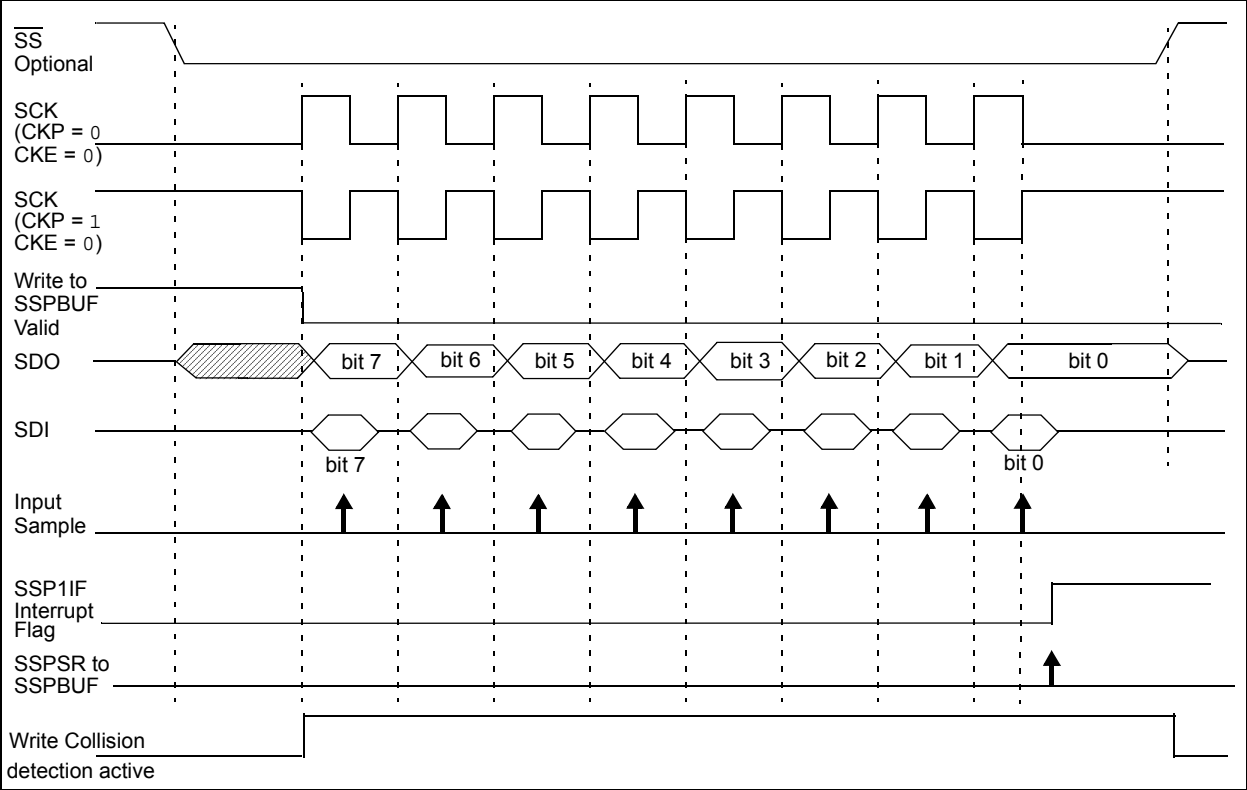 SS
Optional
SCK
(CKP = 0
CKE = 0)
SCK
(CKP = 1
CKE = 0)
Write to
SSPBUF
Valid
SDO
bit 7
bit 6
bit 5
bit 4
bit 3
bit 2
bit 1
bit 0
SDI
bit 7
bit 0
Input
Sample
SSP1IF
Interrupt
Flag
SSPSR to
SSPBUF
Write Collision
detection active